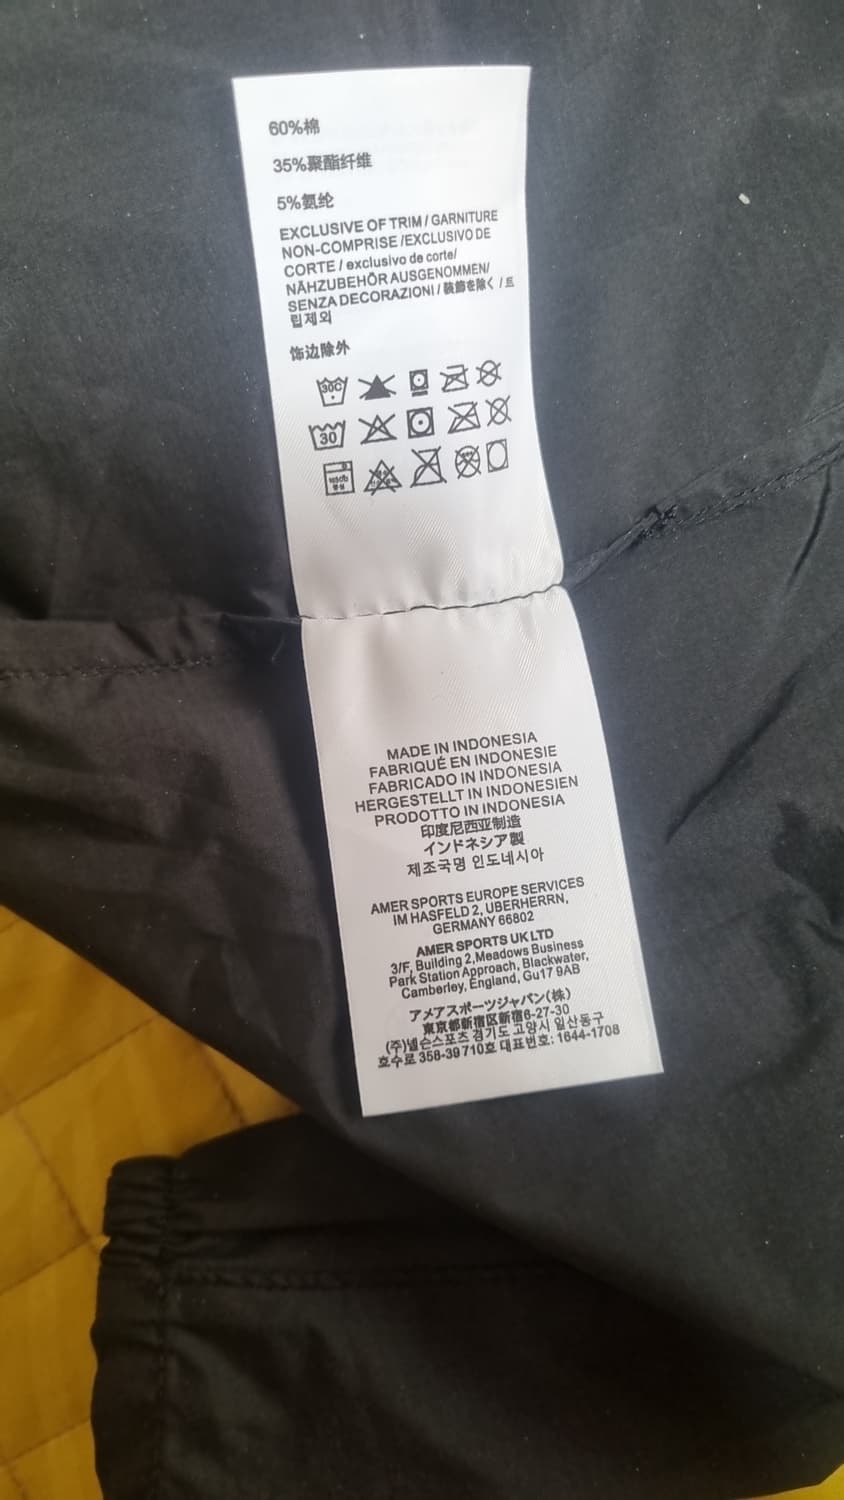 60%棉
35%聚酯纤维
5%氨纶
EXCLUSIVE OF TRIM / GARNITURE
NON-COMPRISE /EXCLUSIVO DE
CORTE / exclusivo de corte/
NÄHZUBEHÖR AUSGENOMMEN/
SENZA DECORAZIONI / 装飾を除く / 트
림제외
饰边除外
30C
30
MADE IN INDONESIA
FABRIQUÉ EN INDONESIE
FABRICADO IN INDONESIA
HERGESTELLT IN INDONESIEN
PRODOTTO IN INDONESIA
印度尼西亚制造
インドネシア製
제조국명 인도네시아
AMER SPORTS EUROPE SERVICES
IM HASFELD 2, UBERHERRN,
GERMANY 66802
AMER SPORTS UK LTD
3/F, Building 2,Meadows Business
Park Station Approach, Blackwater,
Camberley, England, Gu17 9AB
アメアスポーツジャパン(株)
東京都新宿区新宿6-27-30
(주)넬슨스포츠 경기도 고양시 일산동구
호수로 358-39 710호 대표번호: 1644-1708